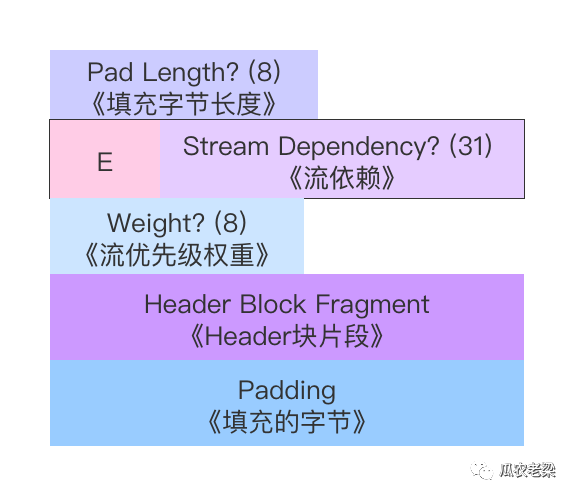 Pad Length? (8)
《填充字节长度》
E
Stream Dependency? (31)
《流依赖》
Weight? (8)
《流优先级权重》
Header Block Fragment
《Header块片段》
Padding
《填充的字节》
瓜农老梁